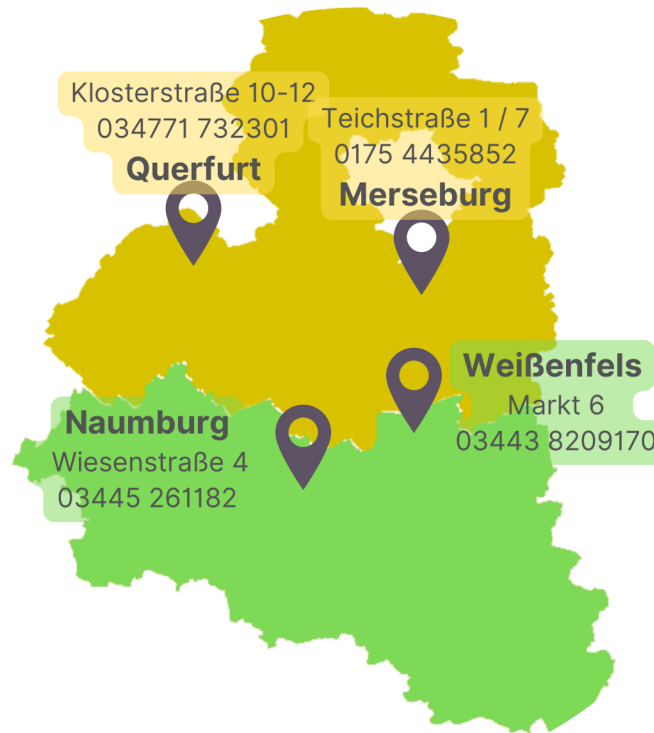 Klosterstraße 10-12
034771 732301
Querfurt
Teichstraße 1 / 7
0175 4435852
Merseburg
Weißenfels
Markt 6
03443 8209170
Naumburg
Wiesenstraße 4
03445 261182